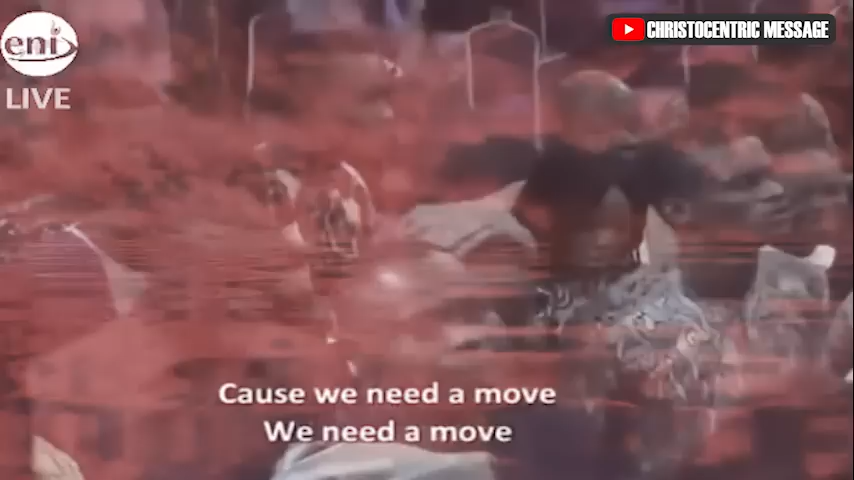 eni
LIVE
CHRISTOCENTRIC MESSAGE
Cause we need a move
We need a move